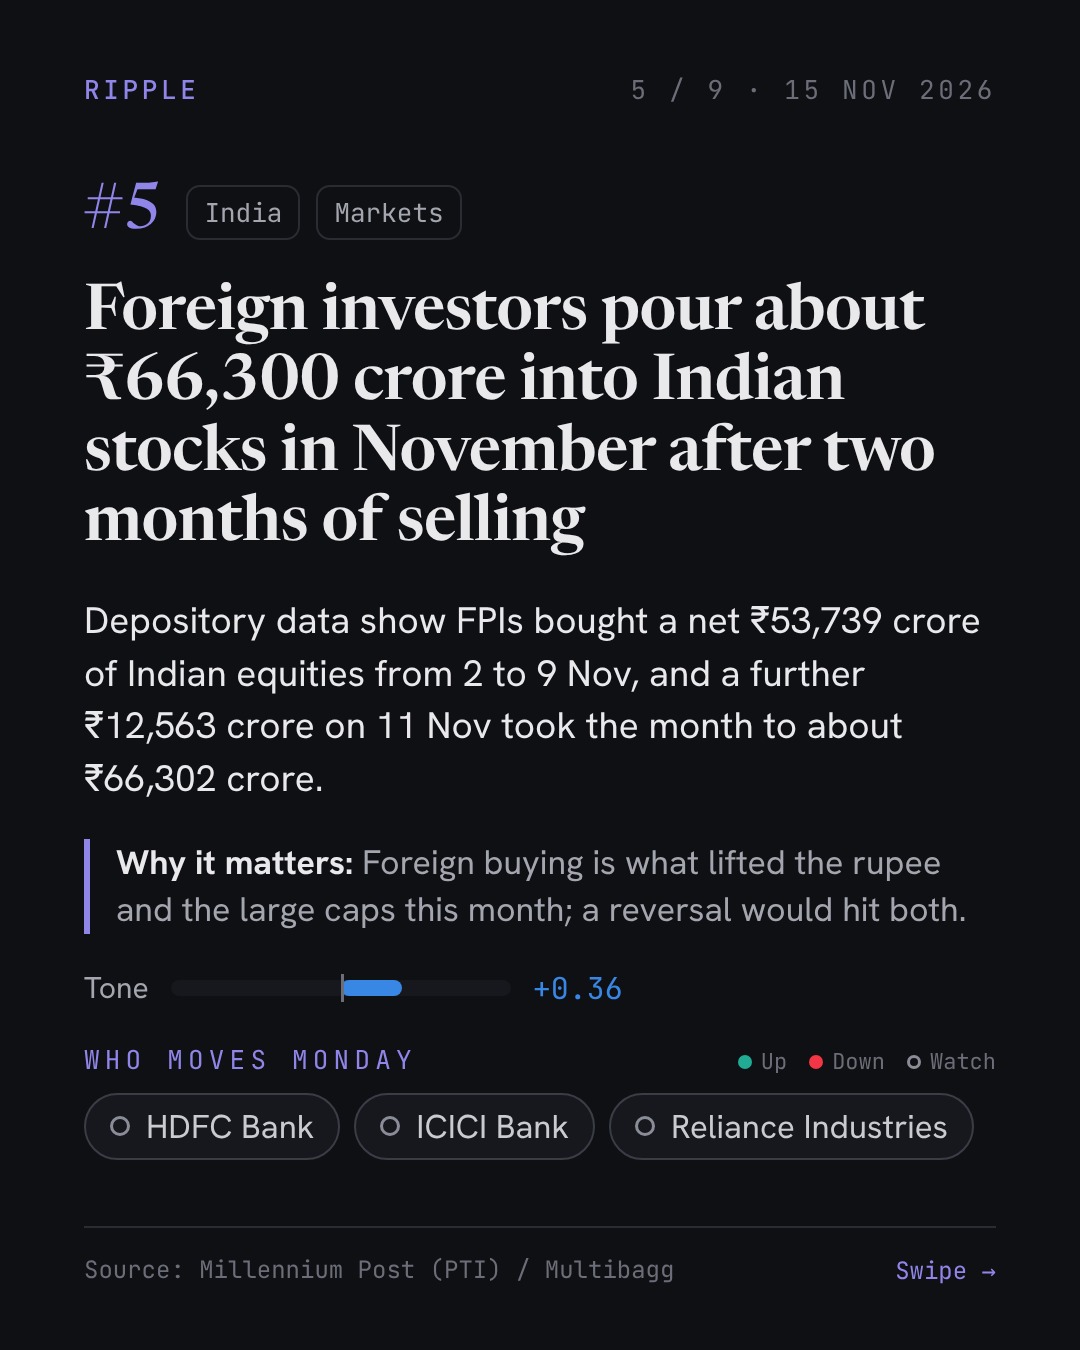 RIPPLE
5 / 9 · 15 NOV 2026
#5
India
Markets
Foreign investors pour about
₹66,300 crore into Indian
stocks in November after two
months of selling
Depository data show FPIs bought a net ₹53,739 crore
of Indian equities from 2 to 9 Nov, and a further
₹12,563 crore on 11 Nov took the month to about
₹66,302 crore.
Why it matters: Foreign buying is what lifted the rupee
and the large caps this month; a reversal would hit both.
Tone
+0.36
WHO MOVES MONDAY
Up
Down
Watch
HDFC Bank
ICICI Bank
Reliance Industries
Source: Millennium Post (PTI) / Multibagg
Swipe →